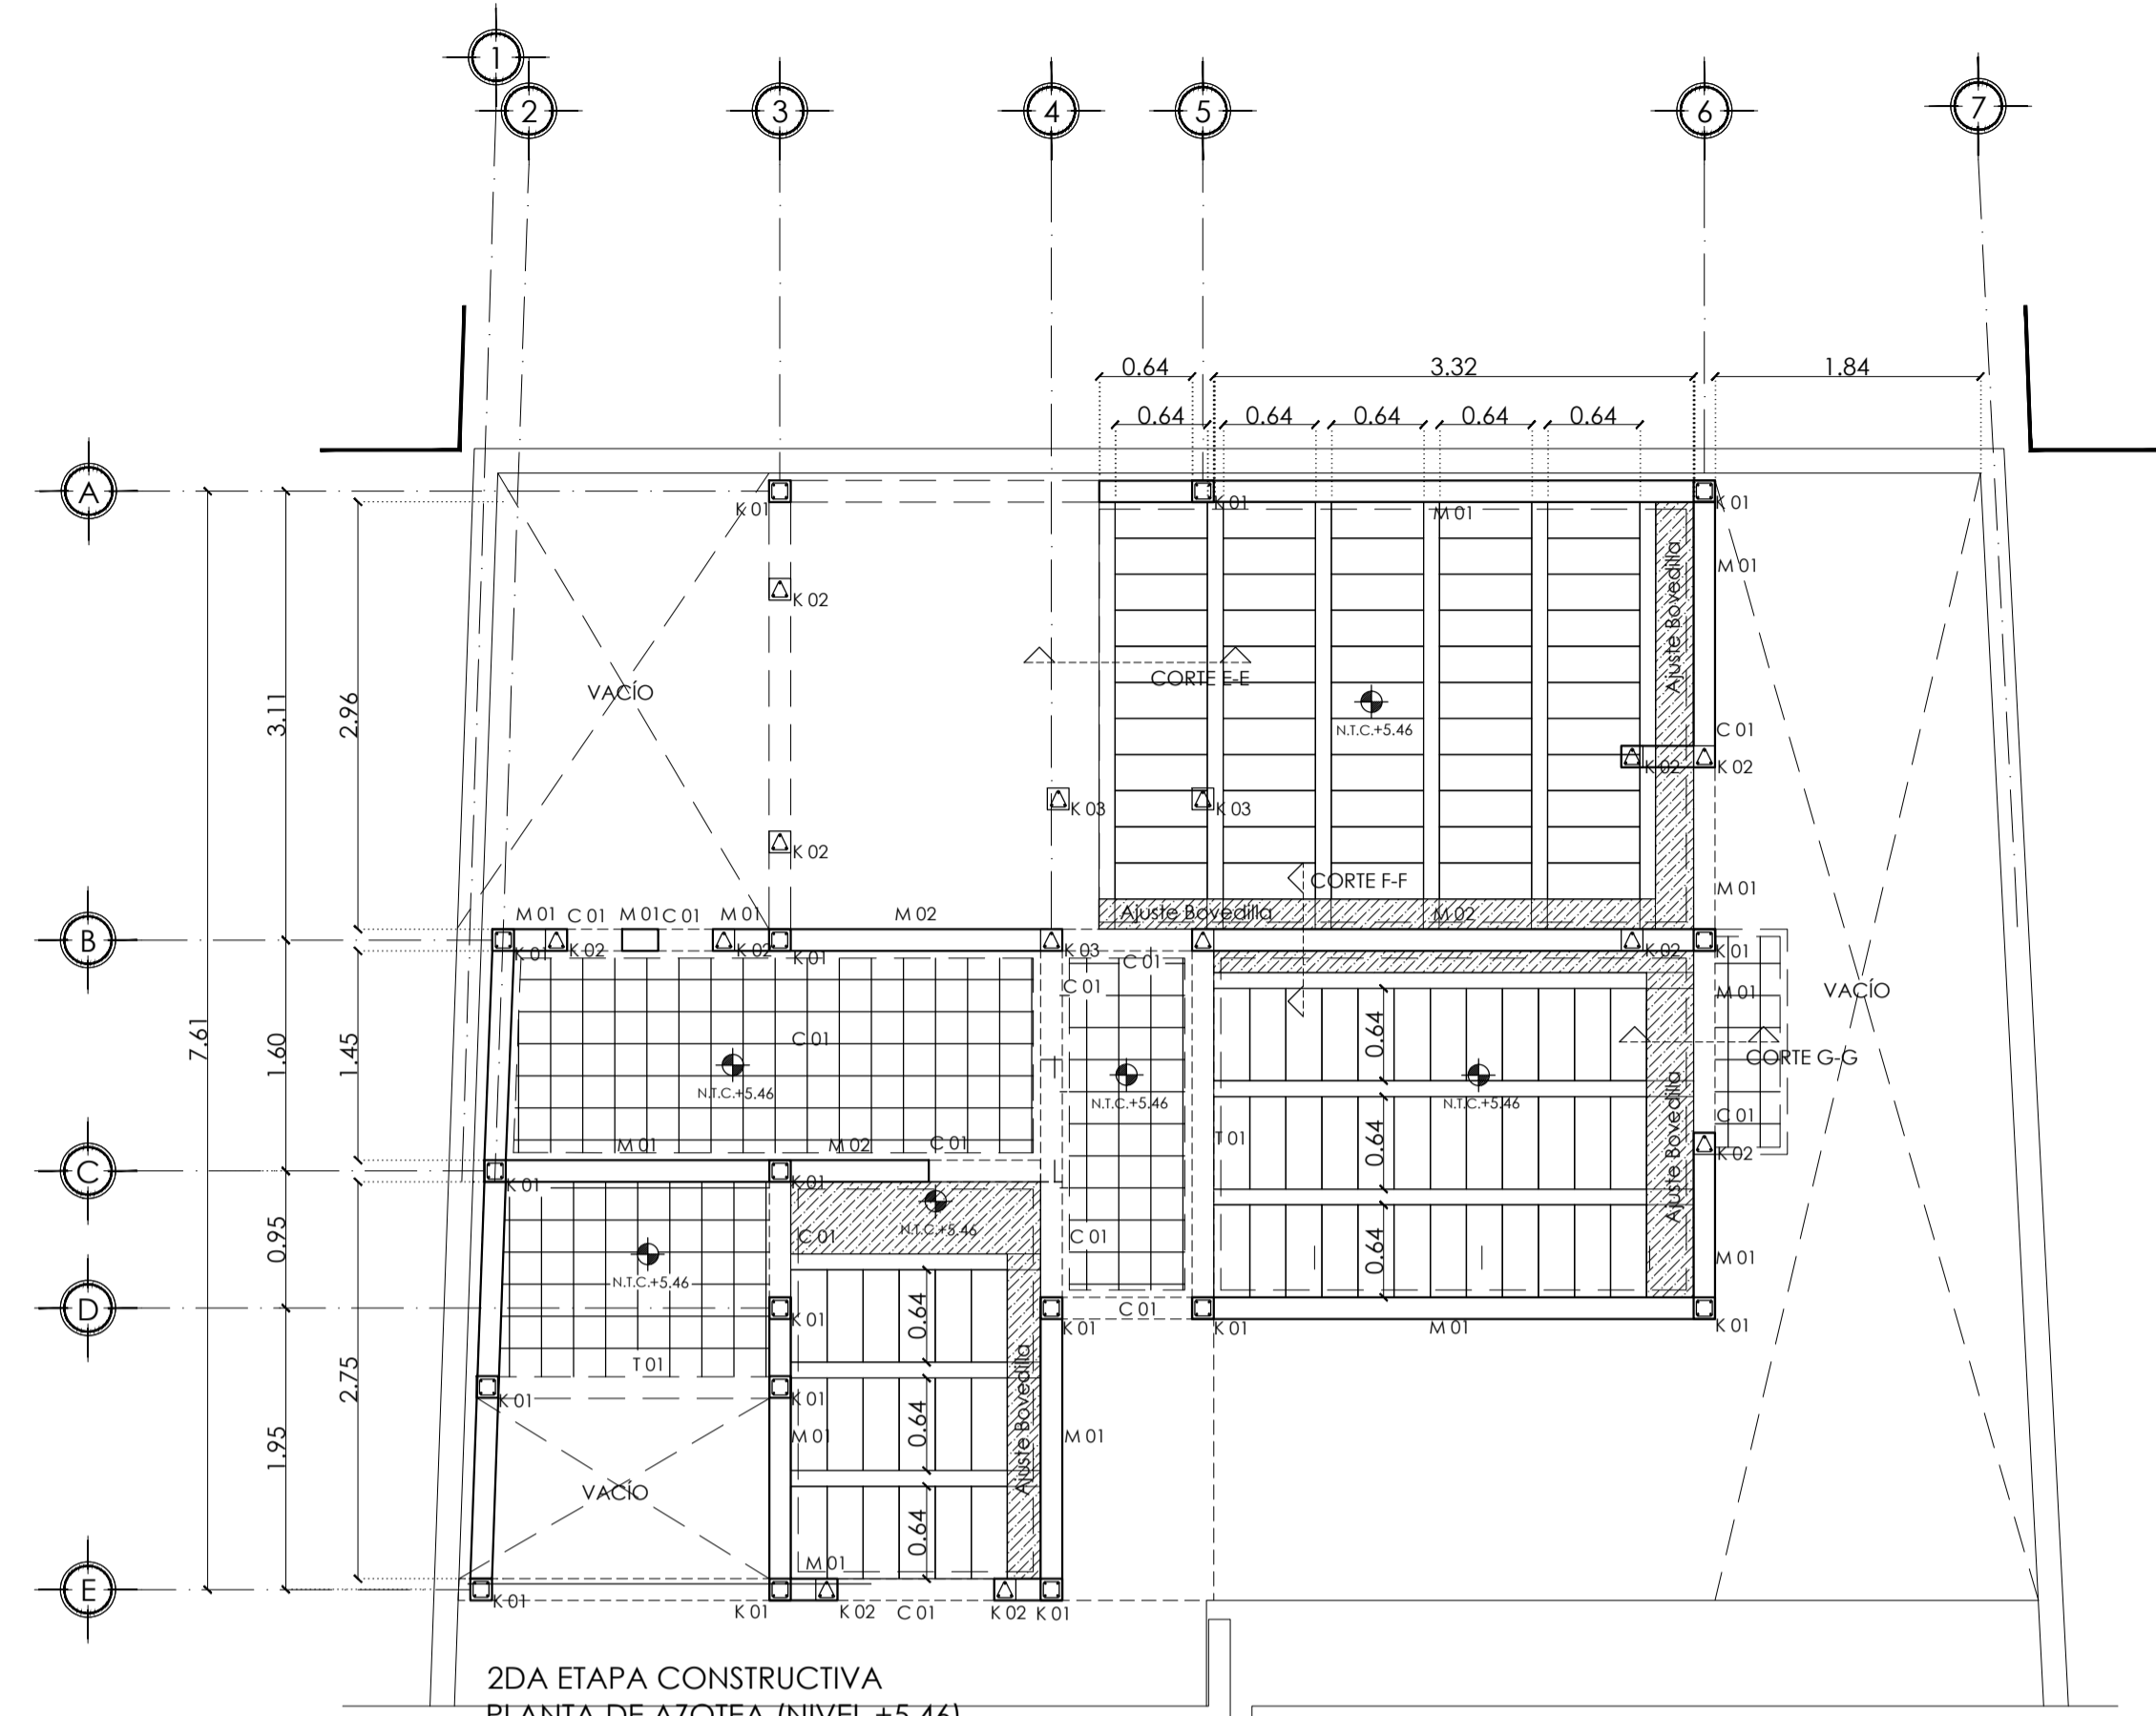 1
2 3 4 5 6 7
0.64 3.32 1.84
0.64 0.64 0.64 0.64 0.64
A
K 01 K 01 M 01 K 01
M 01
Ajuste Bovedilla
K 02
CORTE E-E
VACÍO
3.11
2.96
N.T.C.+5.46
C 01
K 02 K 02
K 03 K 03
K 02
CORTE F-F
M 01
M 01 C 01 M 01 C 01 M 01 M 02 Ajuste Bovedilla M 02
B
K 01 K 02 K 02 K 01 K 03 K 02 K 01
C 01
C 01
M 01
VACÍO
7.61
1.60
1.45
C 01
0.64
CORTE G-G
N.T.C.+5.46 N.T.C.+5.46 N.T.C.+5.46
Ajuste Bovedilla
C 01
M 01 M 02 C 01 T 01 0.64
K 02
C
K 01 K 01
0.95
C 01 N.T.C.+5.46 C 01
0.64
M 01
N.T.C.+5.46
D
0.64
K 01 K 01 C 01 K 01 M 01 K 01
T 01
2.75
K 01 K 01
Ajuste Bovedilla
0.64
1.95
M 01 M 01
VACÍO
0.64
M 01
E
K 01 K 01 K 02 C 01 K 02 K 01
2DA ETAPA CONSTRUCTIVA
PLANTA DE AZOTEA (NIVEL +5.46)